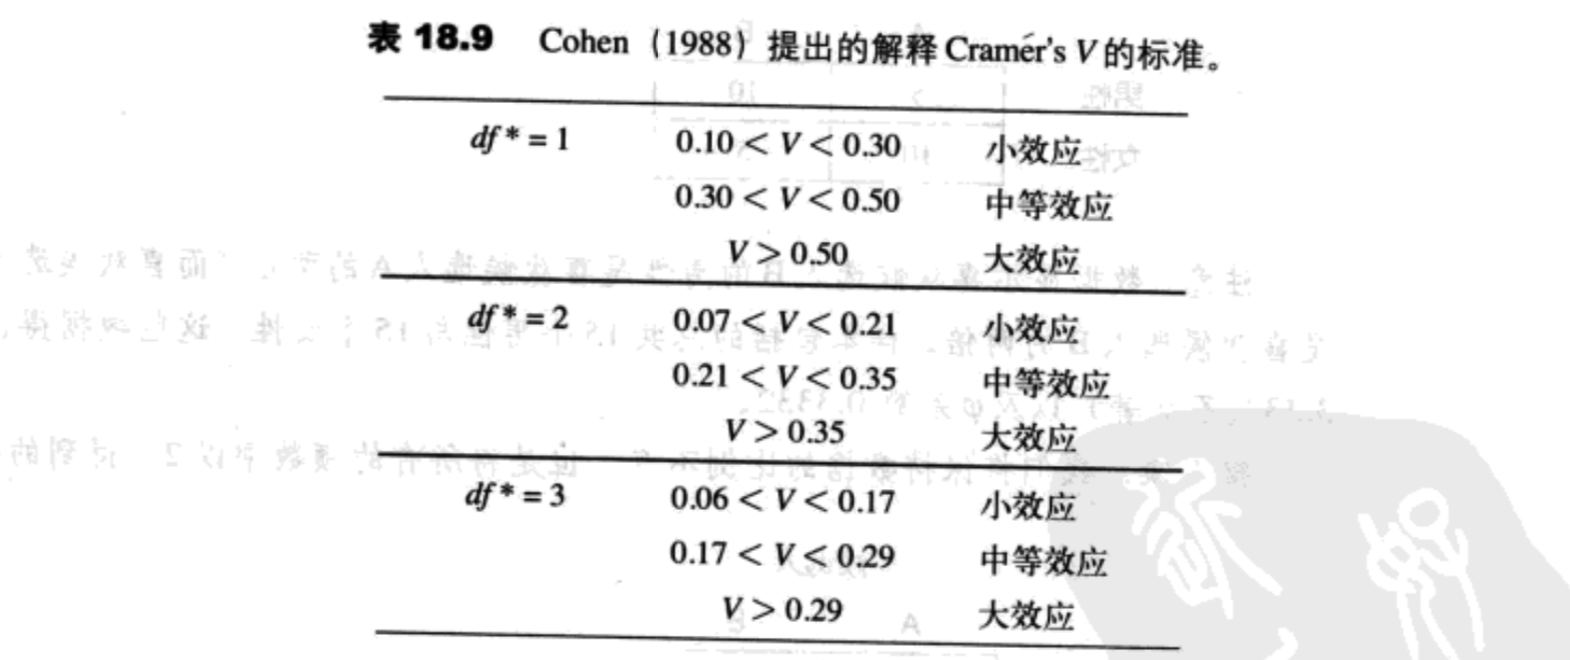 表 18.9 Cohen (1988) 提出的解释 Cramér's V 的标准。
df* = 1 0.10 < V < 0.30 小效应
0.30 < V < 0.50 中等效应
V > 0.50 大效应
df* = 2 0.07 < V < 0.21 小效应
0.21 < V < 0.35 中等效应
V > 0.35 大效应
df* = 3 0.06 < V < 0.17 小效应
0.17 < V < 0.29 中等效应
V > 0.29 大效应